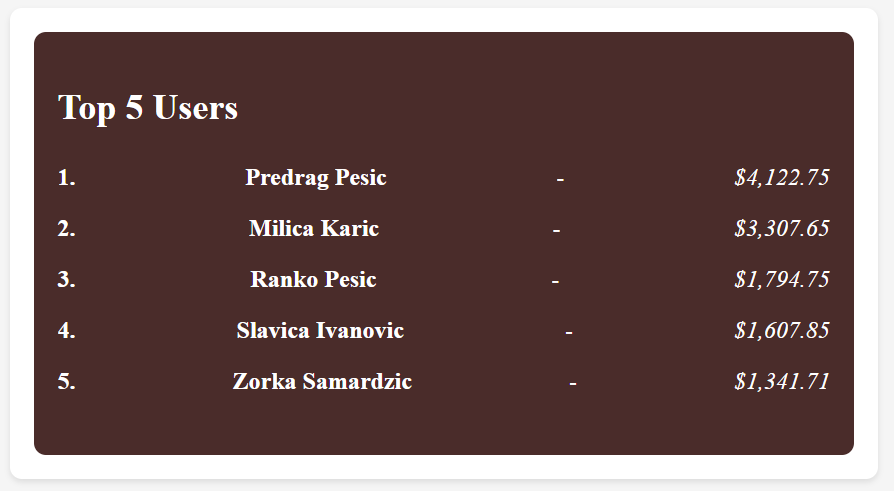 Top 5 Users
1. Predrag Pesic - $4,122.75
2. Milica Karic - $3,307.65
3. Ranko Pesic - $1,794.75
4. Slavica Ivanovic - $1,607.85
5. Zorka Samardzic - $1,341.71